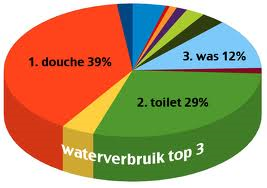 1. douche 39%
3. was 12%
2. toilet 29%
waterverbruik top 3